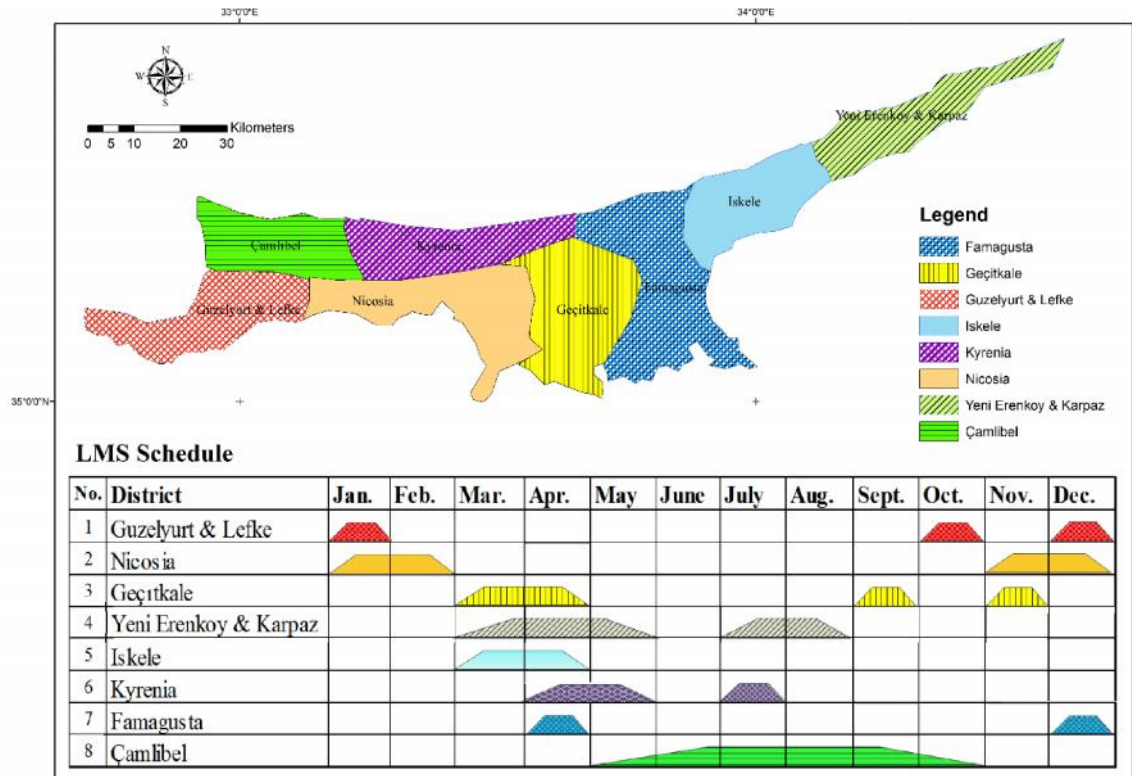 33°0'0"E 34°0'0"E
N
W E
S
Kilometers
0 5 10 20 30
Yeni Erenkoy & Karpaz
Iskele
Çamlibel
Kyrenia
Nicosia
Guzelyurt & Lefke
Geçitkale
Famagusta
35°0'0"N
Legend
Famagusta
Geçitkale
Guzelyurt & Lefke
Iskele
Kyrenia
Nicosia
Yeni Erenkoy & Karpaz
Çamlibel
LMS Schedule
No. District Jan. Feb. Mar. Apr. May June July Aug. Sept. Oct. Nov. Dec.
1 Guzelyurt & Lefke
2 Nicosia
3 Geçıtkale
4 Yeni Erenkoy & Karpaz
5 Iskele
6 Kyrenia
7 Famagusta
8 Çamlibel